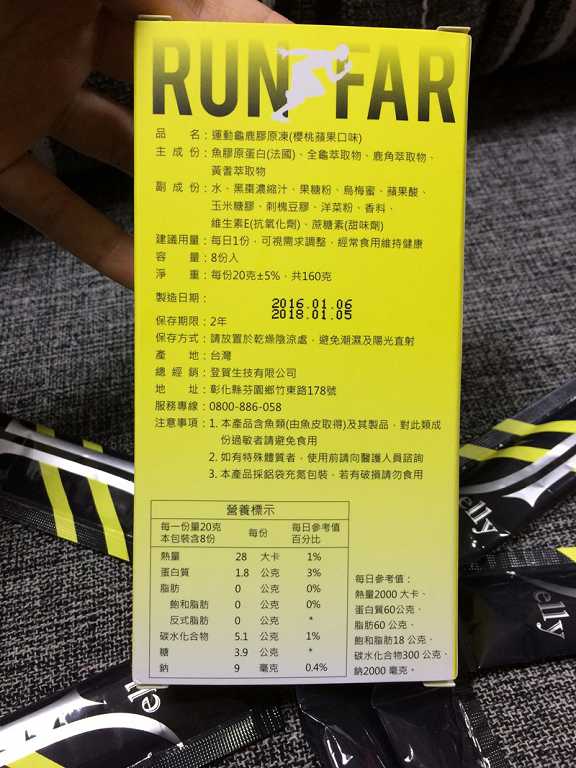 RUN FAR
品　　名：運動龜鹿膠原凍(櫻桃蘋果口味)
主 成 份：魚膠原蛋白(法國)、全龜萃取物、鹿角萃取物、
黃耆萃取物
副 成 份：水、黑棗濃縮汁、果糖粉、烏梅蜜、蘋果酸、
玉米糖膠、刺槐豆膠、洋菜粉、香料、
維生素E(抗氧化劑)、蔗糖素(甜味劑)
建議用量：每日1份，可視需求調整，經常食用維持健康
容　　量：8份入
淨　　重：每份20克±5%，共160克
製造日期：
2016.01.06
2018.01.05
保存期限：2年
保存方式：請放置於乾燥陰涼處，避免潮濕及陽光直射
產　　地：台灣
總 經 銷：登賀生技有限公司
地　　址：彰化縣芬園鄉竹東路178號
服務專線：0800-886-058
注意事項：1. 本產品含魚類(由魚皮取得)及其製品，對此類成
份過敏者請避免食用
2. 如有特殊體質者，使用前請向醫護人員諮詢
3. 本產品採鋁袋充氮包裝，若有破損請勿食用
營養標示
每一份量20克
本包裝含8份
每份
每日參考值
百分比
熱量 28 大卡 1%
蛋白質 1.8 公克 3%
脂肪 0 公克 0%
飽和脂肪 0 公克 0%
反式脂肪 0 公克 *
碳水化合物 5.1 公克 1%
糖 3.9 公克 *
鈉 9 毫克 0.4%
每日參考值：
熱量2000 大卡、
蛋白質60公克、
脂肪60 公克、
飽和脂肪18 公克、
碳水化合物300 公克、
鈉2000 毫克。
elly
elly
elly